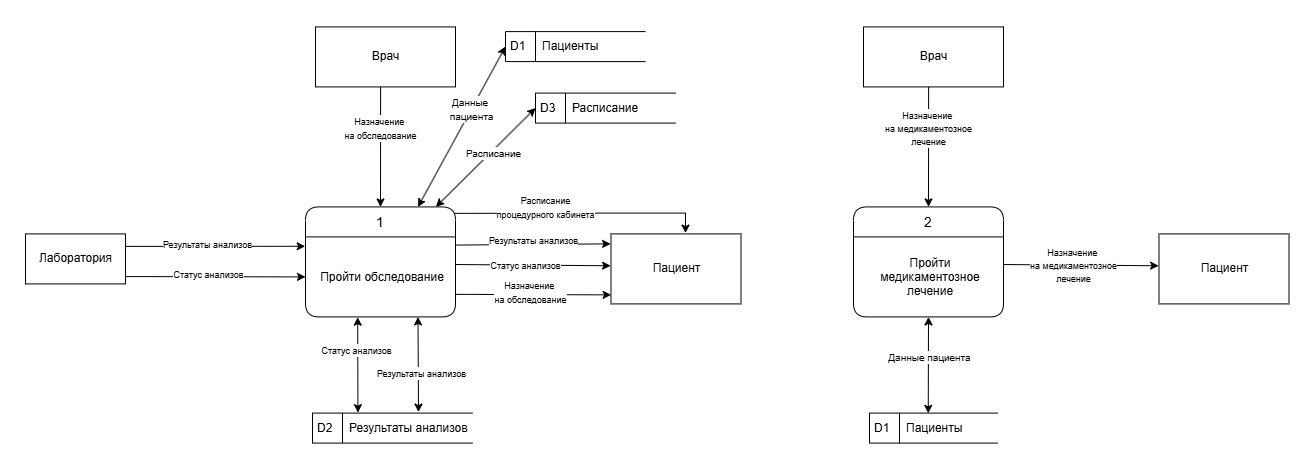 Врач
D1 Пациенты
Данные
пациента
D3 Расписание
Назначение
на обследование
Расписание
Расписание
процедурного кабинета
1
Пройти обследование
Лаборатория
Результаты анализов
Статус анализов
Результаты анализов
Статус анализов
Назначение
на обследование
Пациент
Статус анализов
Результаты анализов
D2 Результаты анализов
Врач
Назначение
на медикаментозное
лечение
2
Пройти
медикаментозное
лечение
Назначение
на медикаментозное
лечение
Пациент
Данные пациента
D1 Пациенты